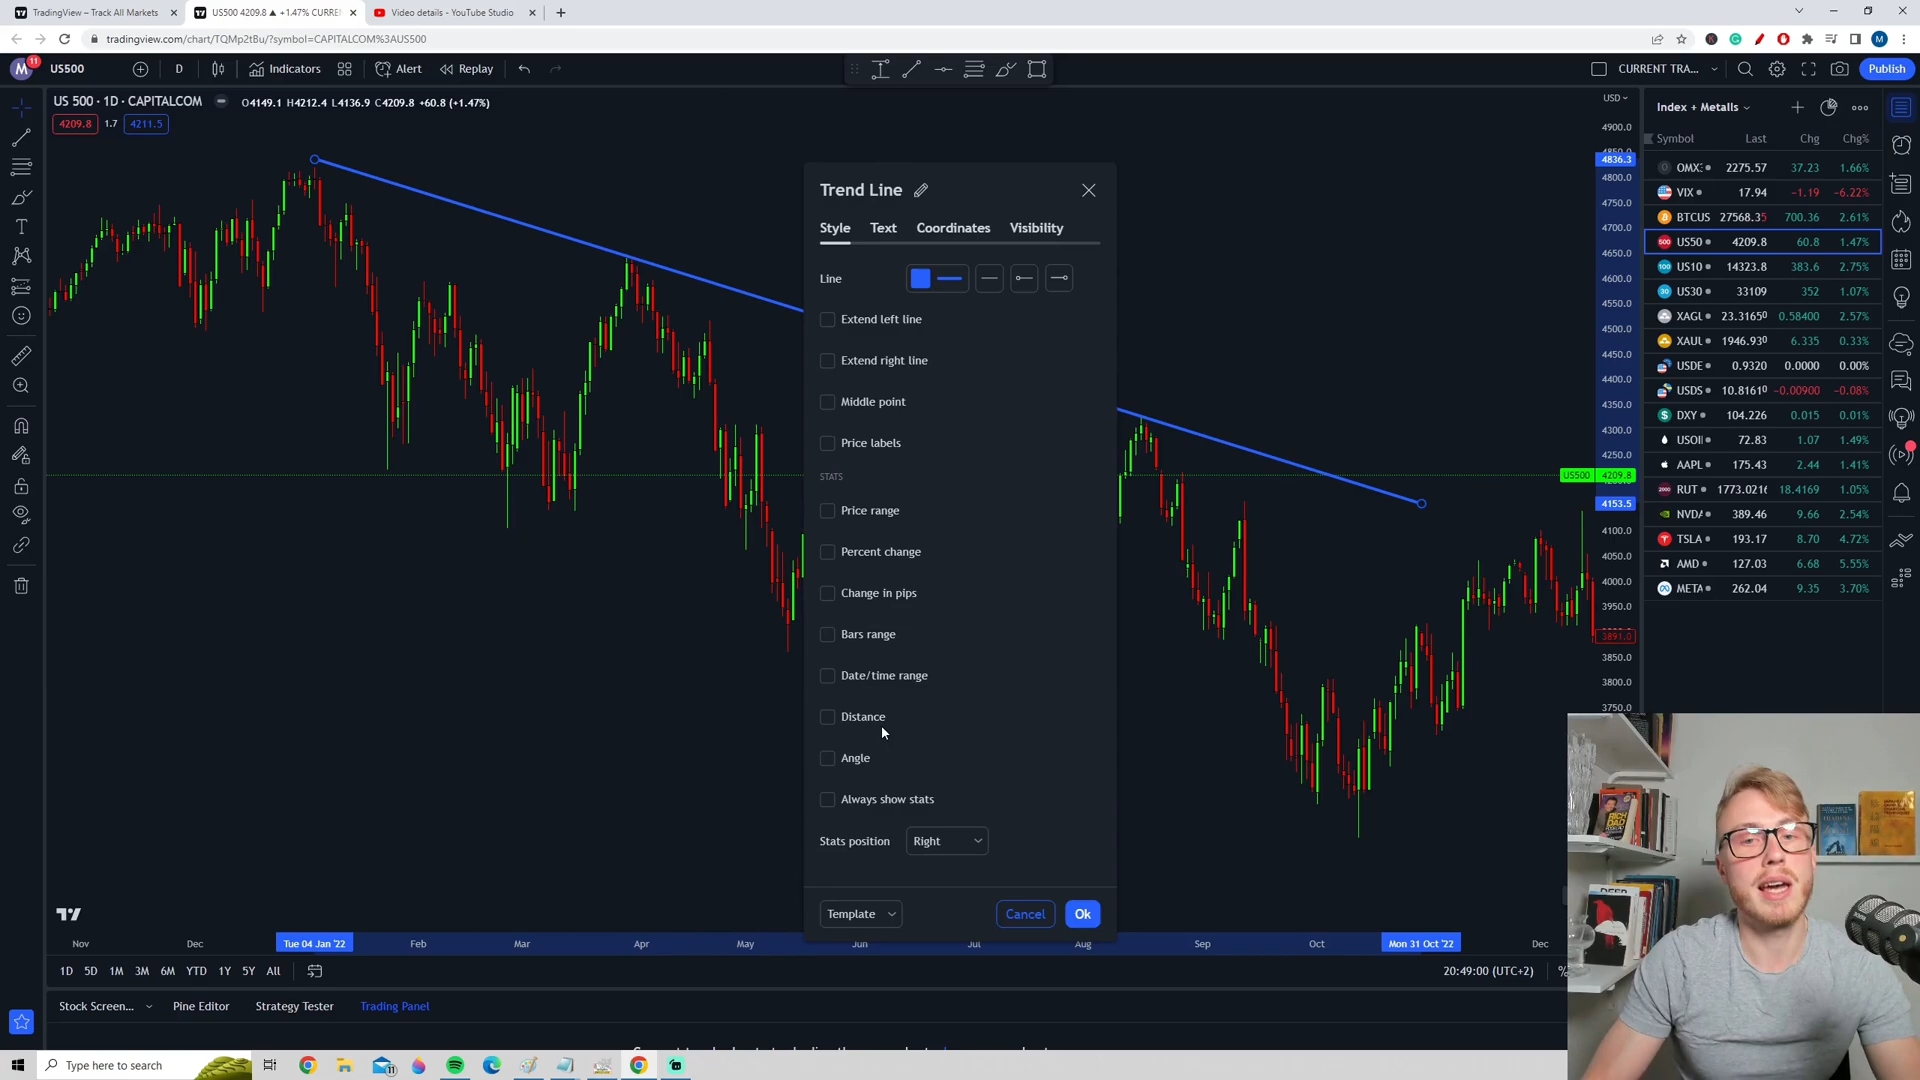 TradingView – Track All Markets
US500 4209.8 ▲ +1.47% CURRE
Video details - YouTube Studio
tradingview.com/chart/TQMp2tBu/?symbol=CAPITALCOM%3AUS500
M 11 US500 D Indicators Alert Replay CURRENT TRA... Publish
US 500 · 1D · CAPITALCOM O4149.1 H4212.4 L4136.9 C4209.8 +60.8 (+1.47%)
4209.8 1.7 4211.5
USD
4900.0
4836.3
4800.0
4750.0
4700.0
4650.0
4600.0
4550.0
4500.0
4450.0
4400.0
4350.0
4300.0
4250.0
US500 4209.8
4153.5
4100.0
4050.0
4000.0
3950.0
3891.0
3850.0
3800.0
3750.0
Trend Line
Style Text Coordinates Visibility
Line
Extend left line
Extend right line
Middle point
Price labels
STATS
Price range
Percent change
Change in pips
Bars range
Date/time range
Distance
Angle
Always show stats
Stats position Right
Template Cancel Ok
Index + Metalls
Symbol Last Chg Chg%
OMX: 2275.57 37.23 1.66%
VIX 17.94 −1.19 −6.22%
BTCUS 27568.35 700.36 2.61%
US50 4209.8 60.8 1.47%
US10 14323.8 383.6 2.75%
US30 33109 352 1.07%
XAGL 23.3165⁰ 0.58400 2.57%
XAUL 1946.93⁰ 6.335 0.33%
USDE 0.9320 0.0000 0.00%
USDS 10.8161⁰ −0.00900 −0.08%
DXY 104.226 0.015 0.01%
USOII 72.83 1.07 1.49%
AAPL 175.43 2.44 1.41%
RUT 1773.0216 18.4169 1.05%
NVDA 389.46 9.66 2.54%
TSLA 193.17 8.70 4.72%
AMD 127.03 6.68 5.55%
META 262.04 9.35 3.70%
Nov Dec Tue 04 Jan '22 Feb Mar Apr May Jun Jul Aug Sep Oct Mon 31 Oct '22 Dec
1D 5D 1M 3M 6M YTD 1Y 5Y All 20:49:00 (UTC+2) %
Stock Screen... Pine Editor Strategy Tester Trading Panel
RICH DAD
DEEP
TRADING
Type here to search
11